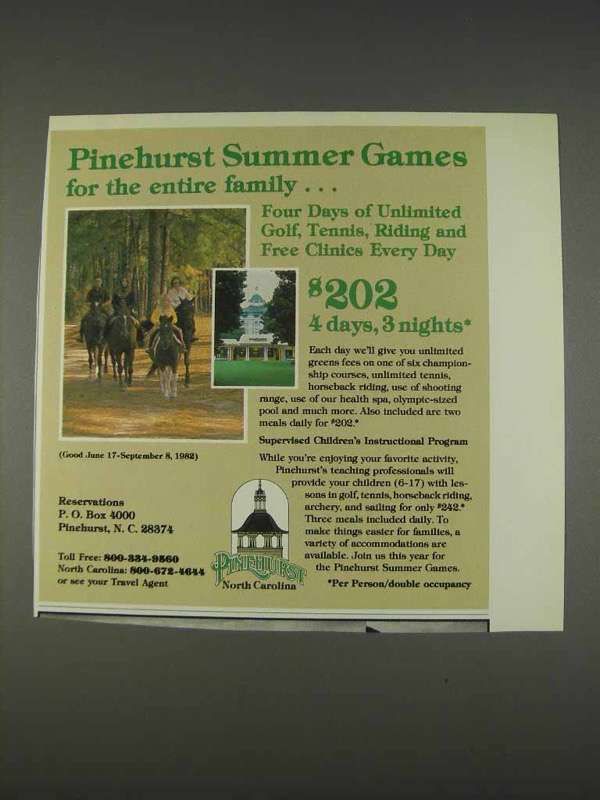 Pinehurst Summer Games
for the entire family . . .
Four Days of Unlimited
Golf, Tennis, Riding and
Free Clinics Every Day
$202
4 days, 3 nights*
Each day we'll give you unlimited
greens fees on one of six champion-
ship courses, unlimited tennis,
horseback riding, use of shooting
range, use of our health spa, olympic-sized
pool and much more. Also included are two
meals daily for $202.*
(Good June 17-September 8, 1982)
Supervised Children's Instructional Program
While you're enjoying your favorite activity,
Pinehurst's teaching professionals will
provide your children (6-17) with les-
sons in golf, tennis, horseback riding,
archery, and sailing for only $242.*
Three meals included daily. To
make things easier for families, a
variety of accommodations are
available. Join us this year for
the Pinehurst Summer Games.
*Per Person/double occupancy
Reservations
P. O. Box 4000
Pinehurst, N. C. 28374
Toll Free: 800-334-9560
North Carolina: 800-672-4644
or see your Travel Agent
PINEHURST
North Carolina